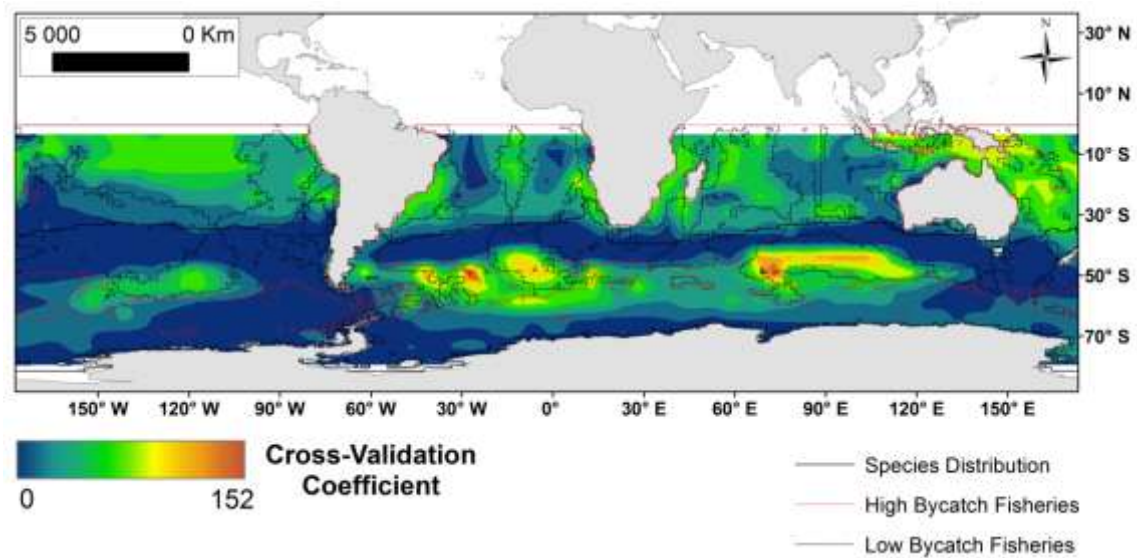 5 000 0 Km
N
30° N
10° N
10° S
30° S
50° S
70° S
150° W 120° W 90° W 60° W 30° W 0° 30° E 60° E 90° E 120° E 150° E
Cross-Validation
Coefficient
0 152
Species Distribution
High Bycatch Fisheries
Low Bycatch Fisheries